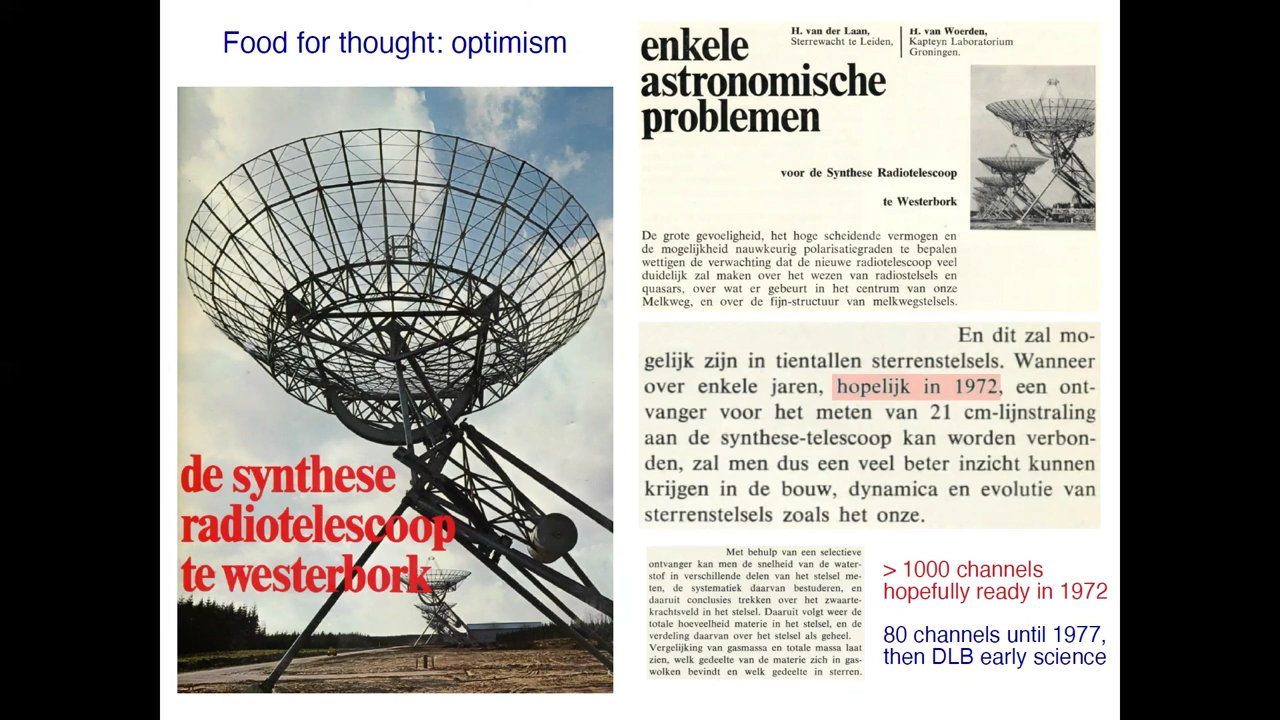 Food for thought: optimism
de synthese
radiotelescoop
te westerbork
enkele
astronomische
problemen
H. van der Laan,
Sterrewacht te Leiden,
H. van Woerden,
Kapteyn Laboratorium
Groningen.
voor de Synthese Radiotelescoop
te Westerbork
De grote gevoeligheid, het hoge scheidende vermogen en
de mogelijkheid nauwkeurig polarisatiegraden te bepalen
wettigen de verwachting dat de nieuwe radiotelescoop veel
duidelijk zal maken over het wezen van radiostelsels en
quasars, over wat er gebeurt in het centrum van onze
Melkweg, en over de fijn-structuur van melkwegstelsels.
En dit zal mo-
gelijk zijn in tientallen sterrenstelsels. Wanneer
over enkele jaren, hopelijk in 1972, een ont-
vanger voor het meten van 21 cm-lijnstraling
aan de synthese-telescoop kan worden verbon-
den, zal men dus een veel beter inzicht kunnen
krijgen in de bouw, dynamica en evolutie van
sterrenstelsels zoals het onze.
Met behulp van een selectieve
ontvanger kan men de snelheid van de water-
stof in verschillende delen van het stelsel me-
ten, de systematiek daarvan bestuderen, en
daaruit conclusies trekken over het zwaarte-
krachtsveld in het stelsel. Daaruit volgt weer de
totale hoeveelheid materie in het stelsel, en de
verdeling daarvan over het stelsel als geheel.
Vergelijking van gasmassa en totale massa laat
zien, welk gedeelte van de materie zich in gas-
wolken bevindt en welk gedeelte in sterren.
> 1000 channels
hopefully ready in 1972
80 channels until 1977,
then DLB early science